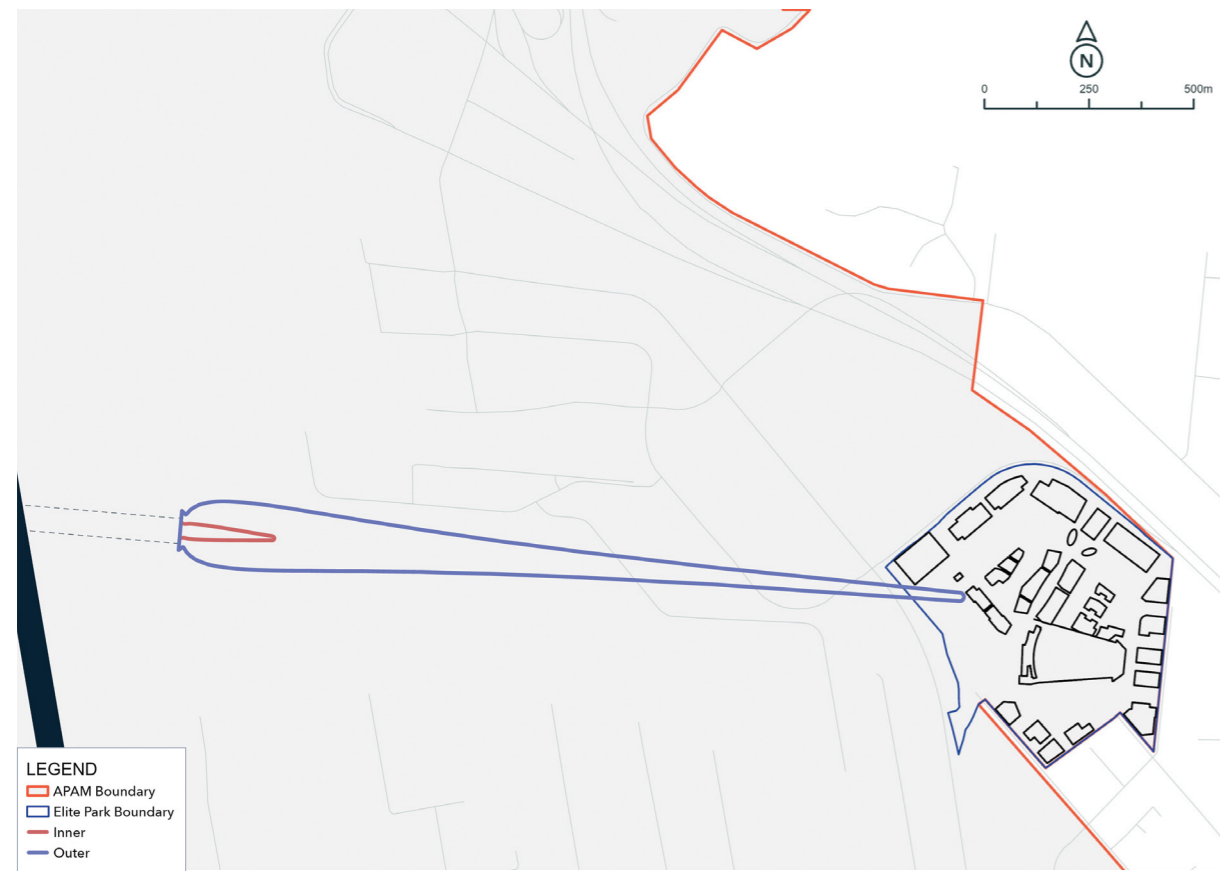 N
0 250 500m
LEGEND
APAM Boundary
Elite Park Boundary
Inner
Outer